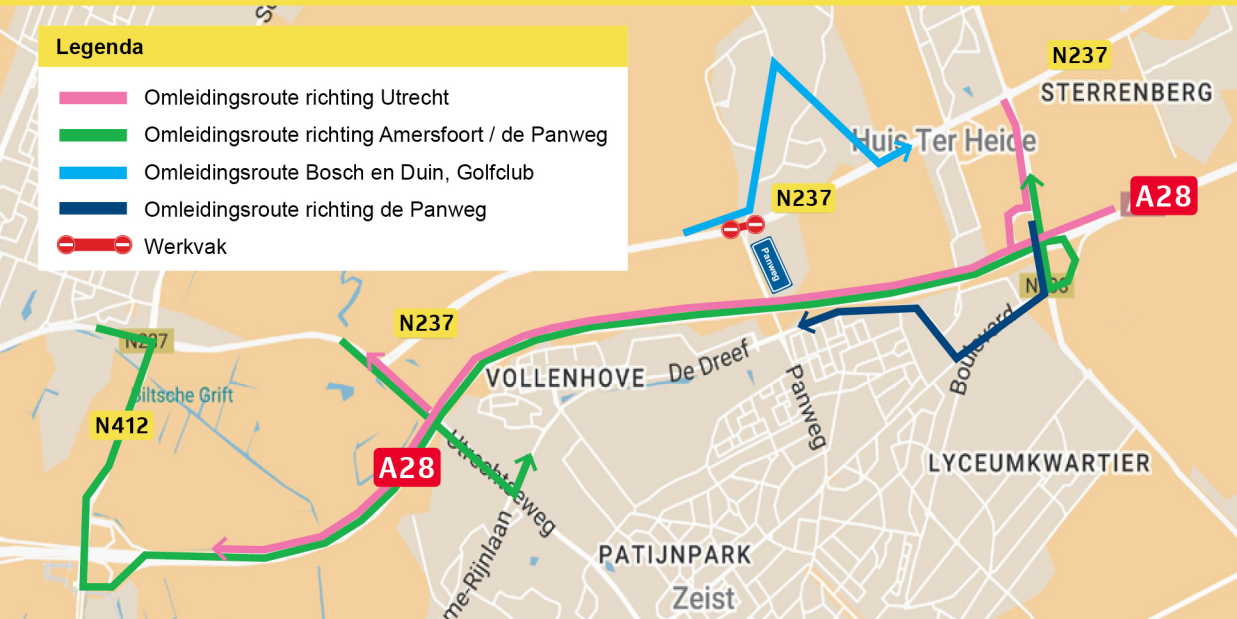 Legenda
Omleidingsroute richting Utrecht
Omleidingsroute richting Amersfoort / de Panweg
Omleidingsroute Bosch en Duin, Golfclub
Omleidingsroute richting de Panweg
Werkvak
N237
STERRENBERG
Huis Ter Heide
A28
N237
Panweg
N237
N237
Biltsche Grift
N412
VOLLENHOVE
De Dreef
Panweg
Boulevard
A28
Utrechtseweg
LYCEUMKWARTIER
PATIJNPARK
Zeist